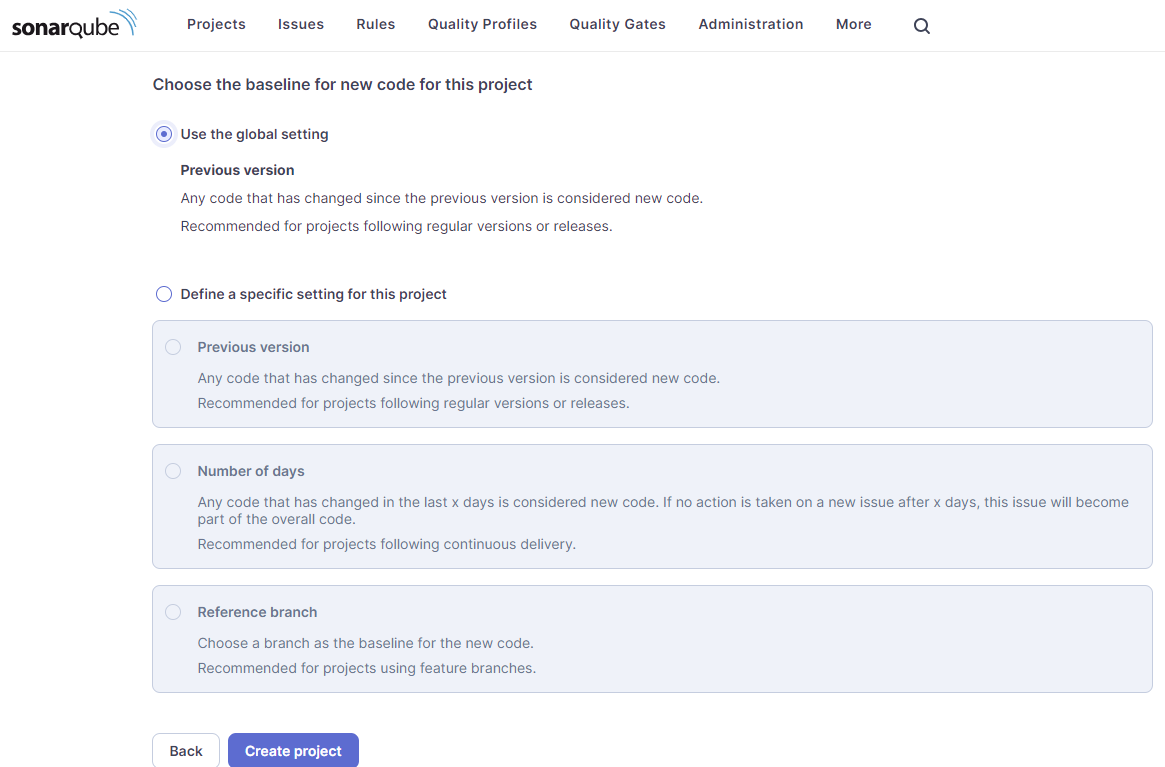 sonarqube
Projects Issues Rules Quality Profiles Quality Gates Administration More
Choose the baseline for new code for this project
Use the global setting
Previous version
Any code that has changed since the previous version is considered new code.
Recommended for projects following regular versions or releases.
Define a specific setting for this project
Previous version
Any code that has changed since the previous version is considered new code.
Recommended for projects following regular versions or releases.
Number of days
Any code that has changed in the last x days is considered new code. If no action is taken on a new issue after x days, this issue will become
part of the overall code.
Recommended for projects following continuous delivery.
Reference branch
Choose a branch as the baseline for the new code.
Recommended for projects using feature branches.
Back Create project